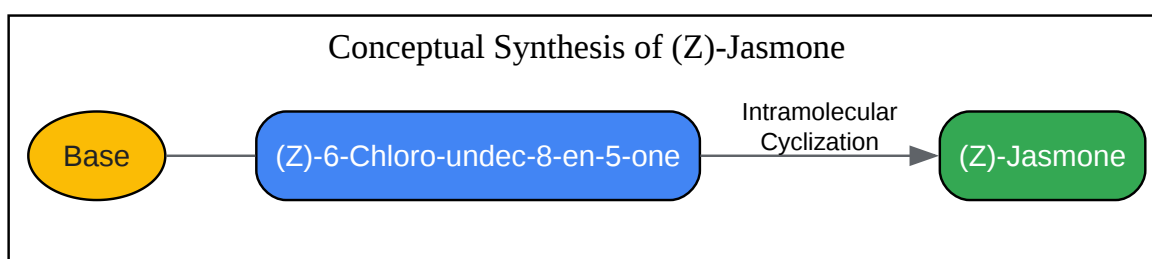 Conceptual Synthesis of (Z)-Jasmone
Intramolecular
Cyclization
Base
(Z)-6-Chloro-undec-8-en-5-one
(Z)-Jasmone